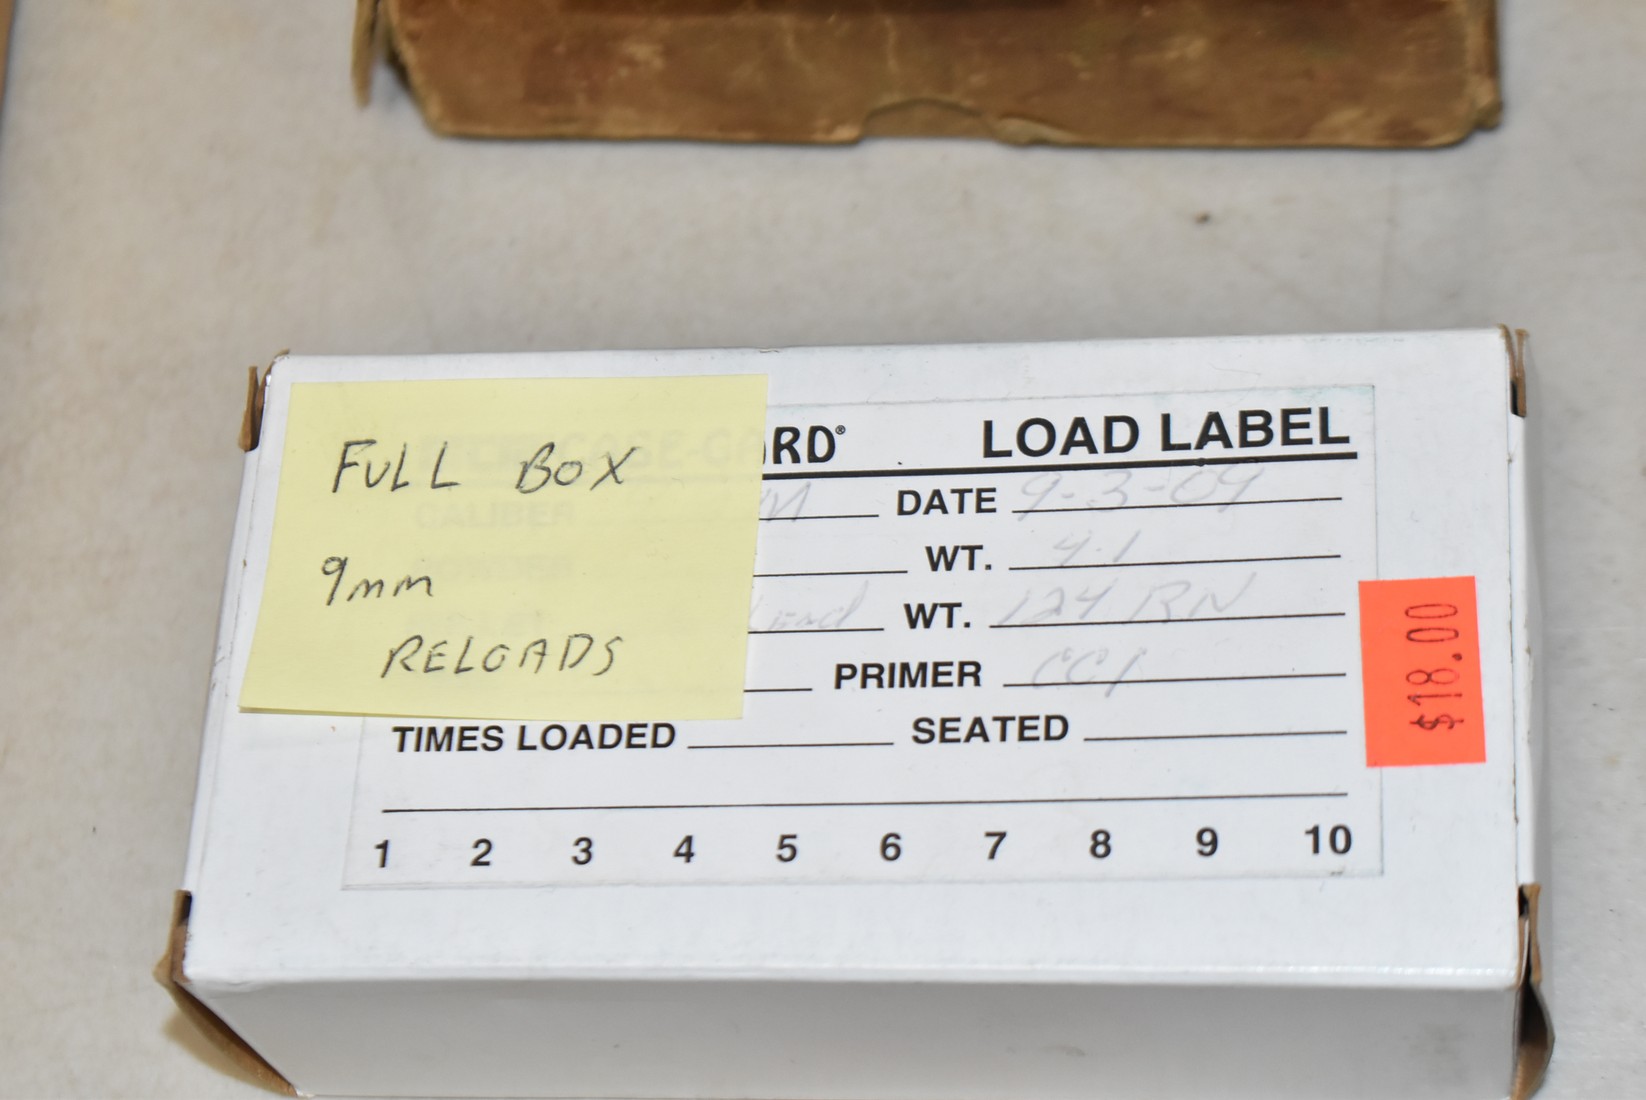 FULL BOX
9mm
RELOADS
RD® LOAD LABEL
M DATE 9-3-09
WT. 4.1
Lead WT. 124 RN
PRIMER CCI
TIMES LOADED SEATED
1 2 3 4 5 6 7 8 9 10
$18.00